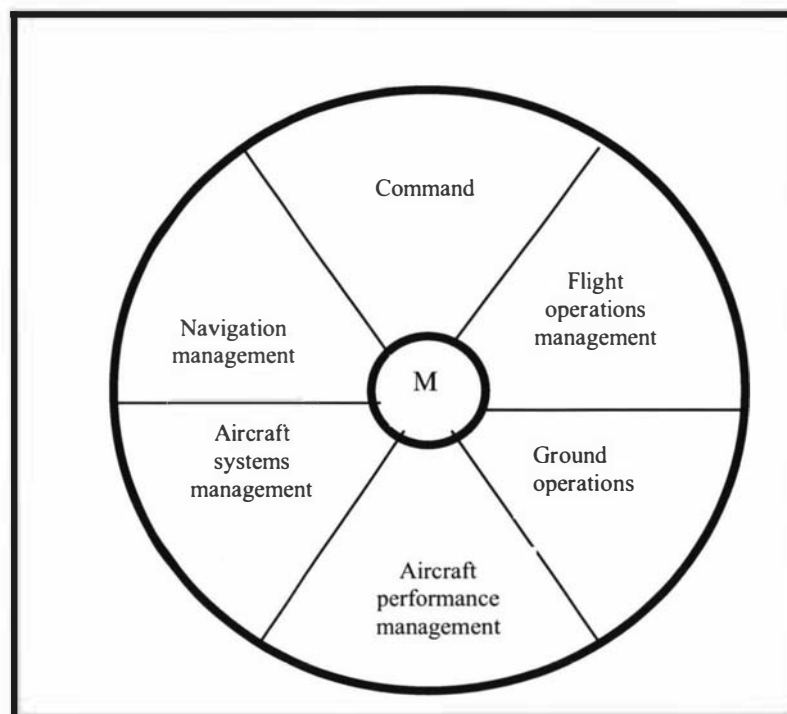 Command
Flight
operations
management
Navigation
management
M
Aircraft
systems
management
Ground
operations
Aircraft
performance
management